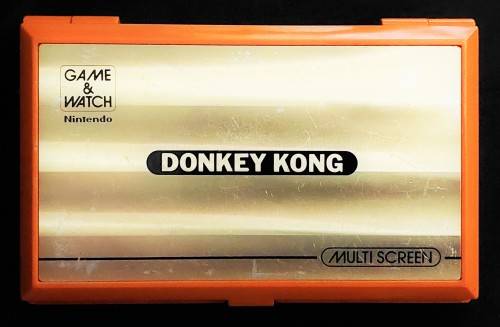 GAME
&
WATCH
Nintendo
DONKEY KONG
MULTI SCREEN